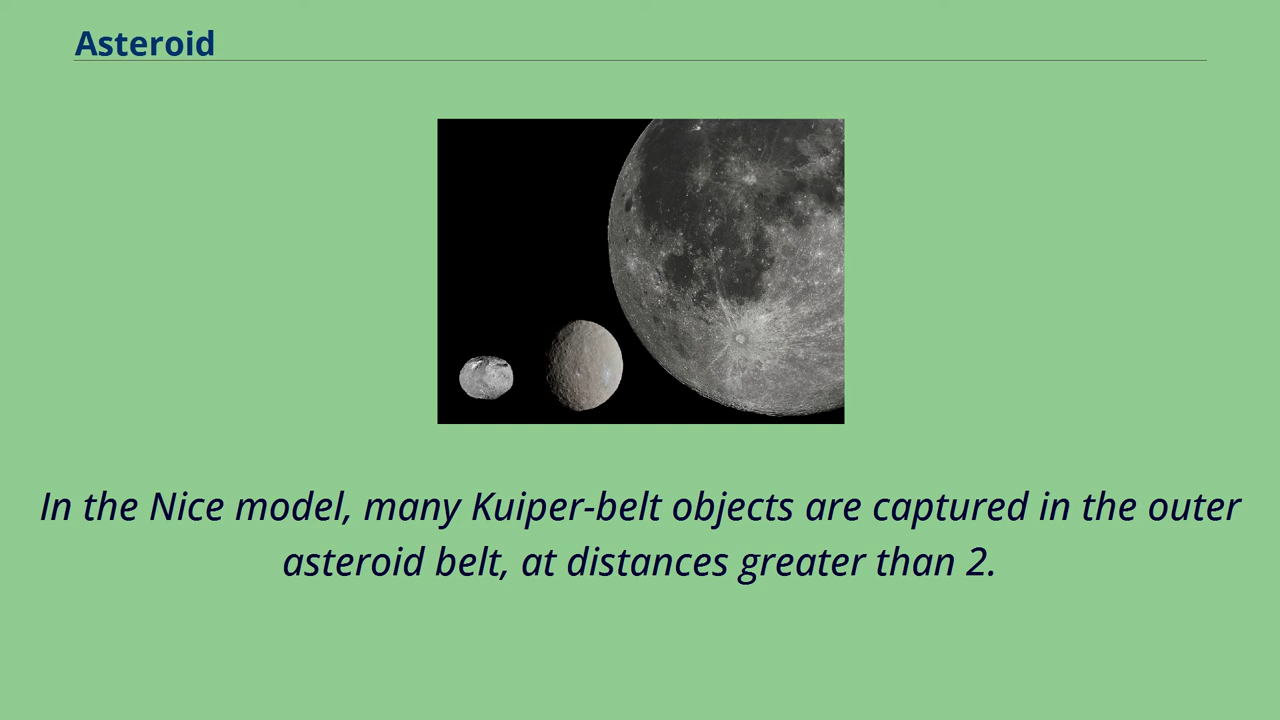 Asteroid
In the Nice model, many Kuiper-belt objects are captured in the outer
asteroid belt, at distances greater than 2.